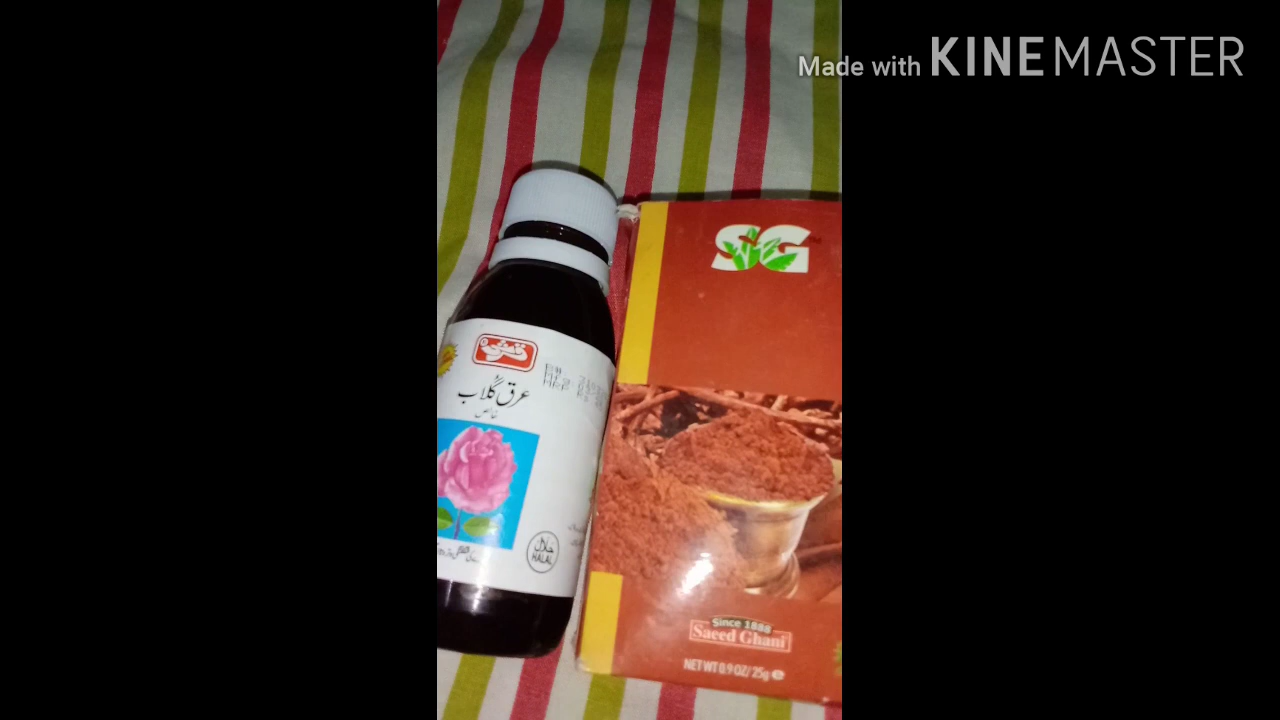 Made with KINEMASTER
SG
قرشی
عرق گلاب
خالص
حلال
HALAL
Since 1888
Saeed Ghani
NET WT 0.9 OZ/ 25g e